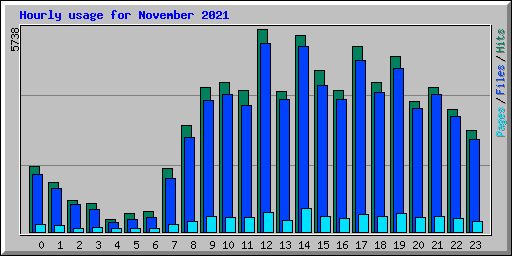 Hourly usage for November 2021
5738
Pages/Files/Hits
0 1 2 3 4 5 6 7 8 9 10 11 12 13 14 15 16 17 18 19 20 21 22 23